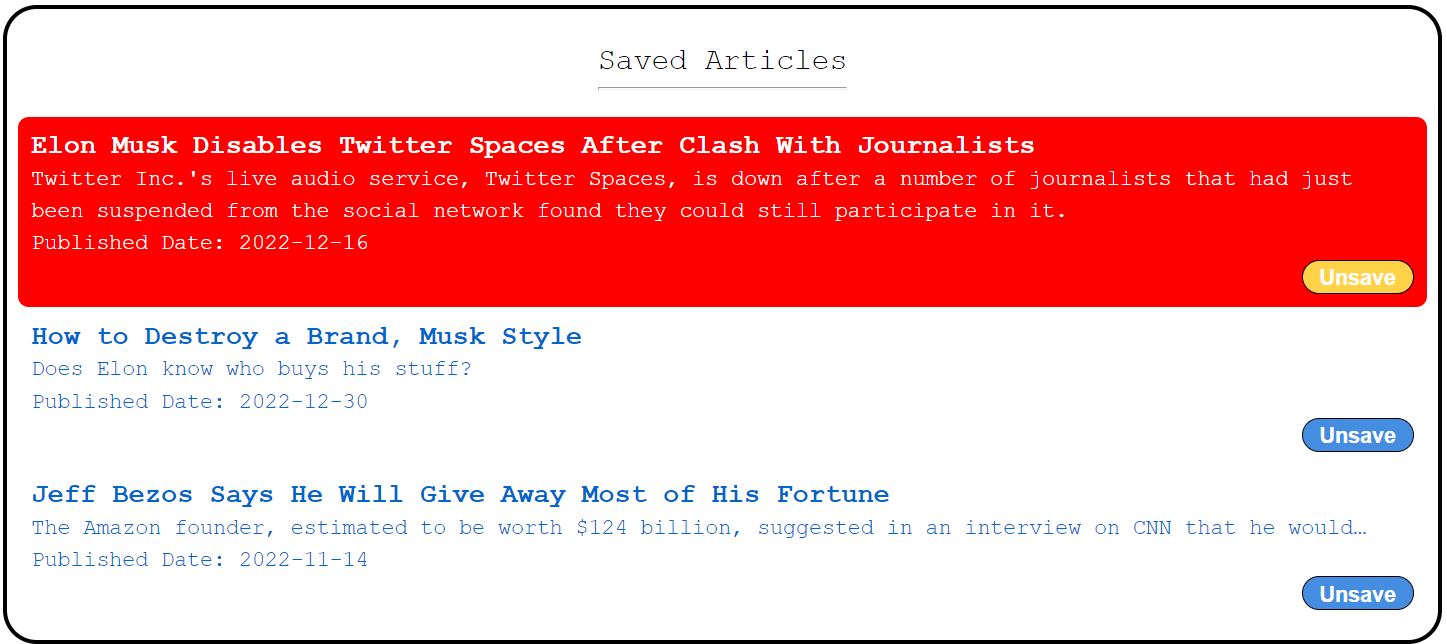 Saved Articles
Elon Musk Disables Twitter Spaces After Clash With Journalists
Twitter Inc.'s live audio service, Twitter Spaces, is down after a number of journalists that had just
been suspended from the social network found they could still participate in it.
Published Date: 2022-12-16
Unsave
How to Destroy a Brand, Musk Style
Does Elon know who buys his stuff?
Published Date: 2022-12-30
Unsave
Jeff Bezos Says He Will Give Away Most of His Fortune
The Amazon founder, estimated to be worth $124 billion, suggested in an interview on CNN that he would…
Published Date: 2022-11-14
Unsave